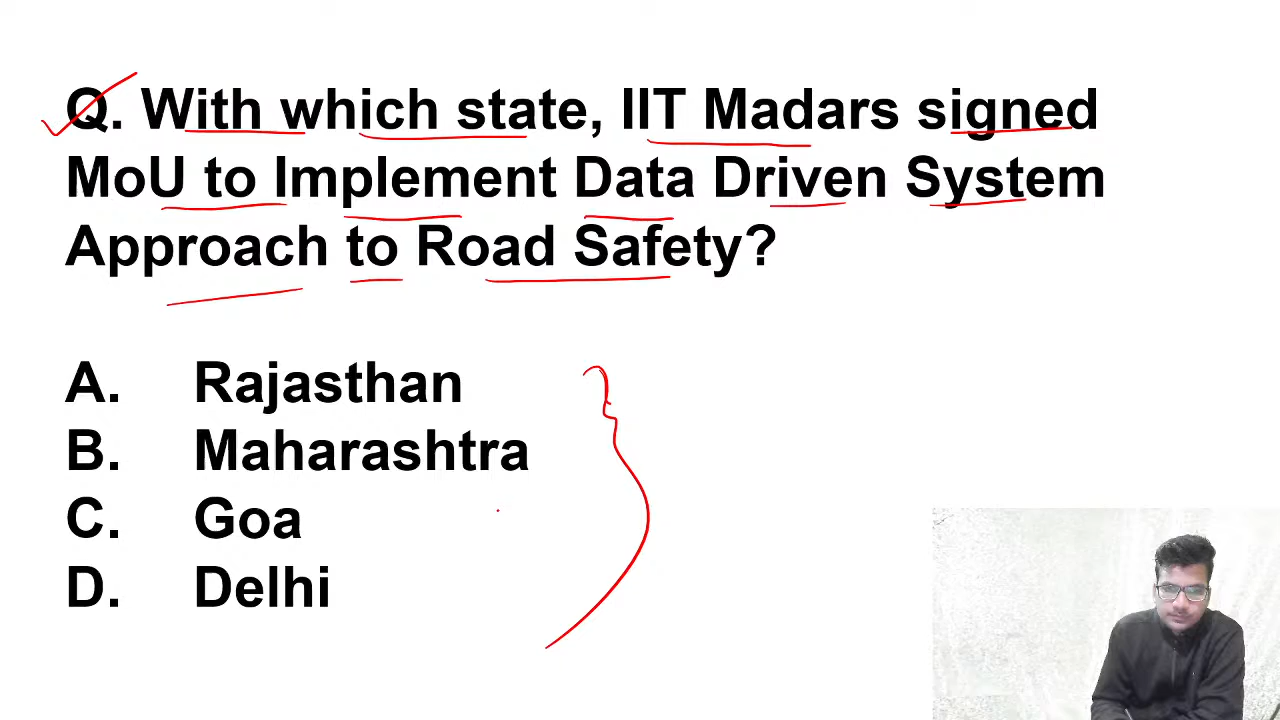 Q. With which state, IIT Madars signed
MoU to Implement Data Driven System
Approach to Road Safety?
A. Rajasthan
B. Maharashtra
C. Goa
D. Delhi